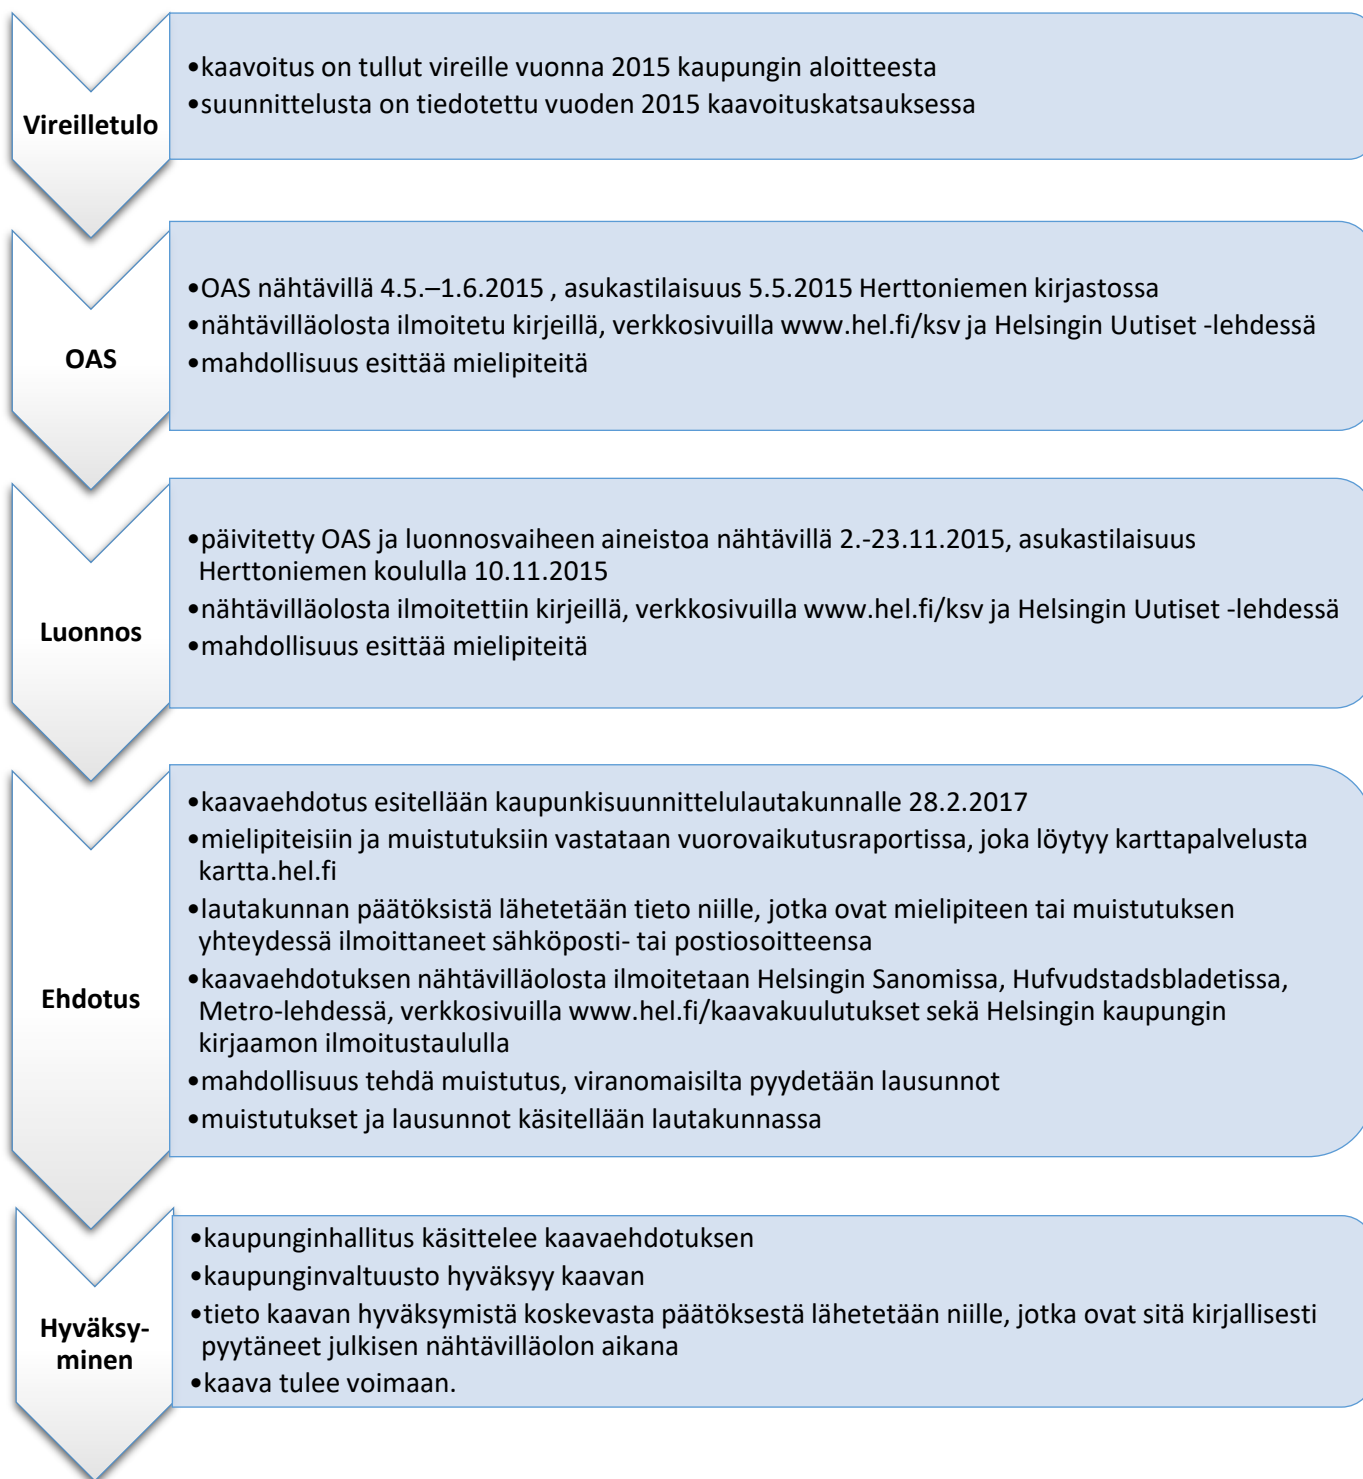 Vireilletulo
•kaavoitus on tullut vireille vuonna 2015 kaupungin aloitteesta
•suunnittelusta on tiedotettu vuoden 2015 kaavoituskatsauksessa
OAS
•OAS nähtävillä 4.5.–1.6.2015 , asukastilaisuus 5.5.2015 Herttoniemen kirjastossa
•nähtävilläolosta ilmoitetu kirjeillä, verkkosivuilla www.hel.fi/ksv ja Helsingin Uutiset -lehdessä
•mahdollisuus esittää mielipiteitä
Luonnos
•päivitetty OAS ja luonnosvaiheen aineistoa nähtävillä 2.-23.11.2015, asukastilaisuus
Herttoniemen koululla 10.11.2015
•nähtävilläolosta ilmoitettiin kirjeillä, verkkosivuilla www.hel.fi/ksv ja Helsingin Uutiset -lehdessä
•mahdollisuus esittää mielipiteitä
Ehdotus
•kaavaehdotus esitellään kaupunkisuunnittelulautakunnalle 28.2.2017
•mielipiteisiin ja muistutuksiin vastataan vuorovaikutusraportissa, joka löytyy karttapalvelusta
kartta.hel.fi
•lautakunnan päätöksistä lähetetään tieto niille, jotka ovat mielipiteen tai muistutuksen
yhteydessä ilmoittaneet sähköposti- tai postiosoitteensa
•kaavaehdotuksen nähtävilläolosta ilmoitetaan Helsingin Sanomissa, Hufvudstadsbladetissa,
Metro-lehdessä, verkkosivuilla www.hel.fi/kaavakuulutukset sekä Helsingin kaupungin
kirjaamon ilmoitustaululla
•mahdollisuus tehdä muistutus, viranomaisilta pyydetään lausunnot
•muistutukset ja lausunnot käsitellään lautakunnassa
Hyväksy-
minen
•kaupunginhallitus käsittelee kaavaehdotuksen
•kaupunginvaltuusto hyväksyy kaavan
•tieto kaavan hyväksymistä koskevasta päätöksestä lähetetään niille, jotka ovat sitä kirjallisesti
pyytäneet julkisen nähtävilläolon aikana
•kaava tulee voimaan.